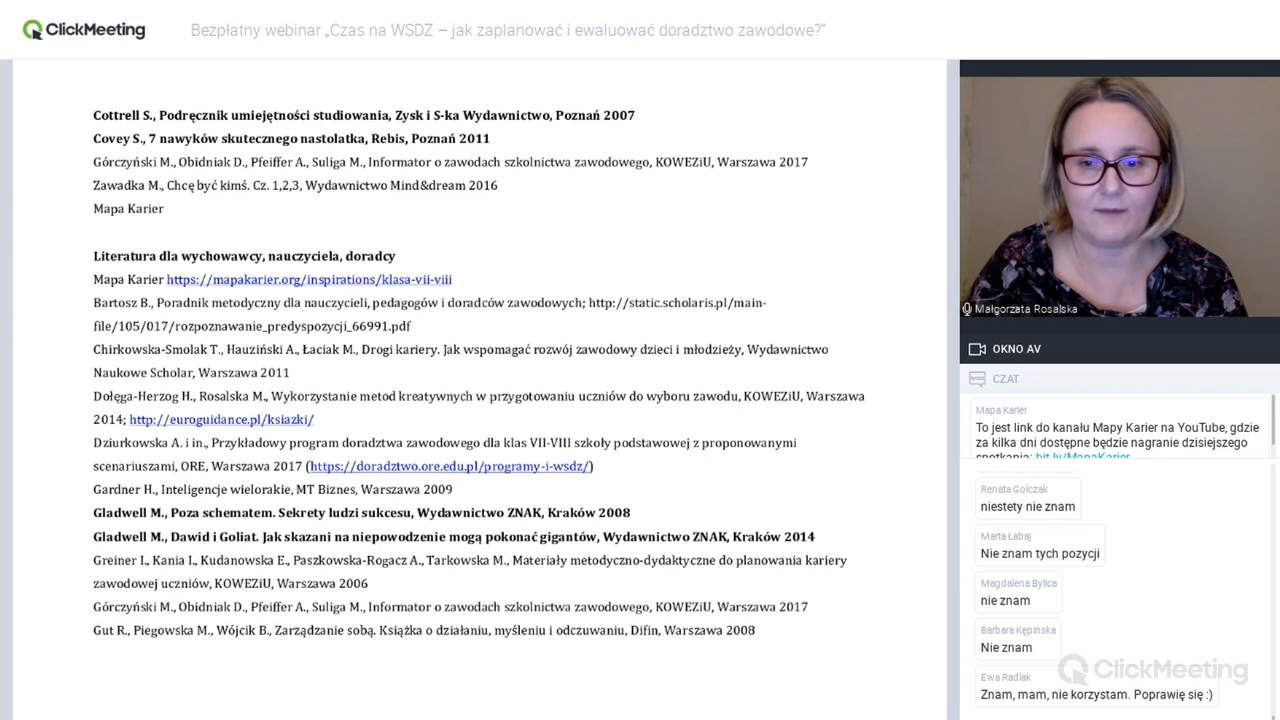 ClickMeeting
Bezpłatny webinar „Czas na WSDZ – jak zaplanować i ewaluować doradztwo zawodowe?”
Cottrell S., Podręcznik umiejętności studiowania, Zysk i S-ka Wydawnictwo, Poznań 2007
Covey S., 7 nawyków skutecznego nastolatka, Rebis, Poznań 2011
Górczyński M., Obidniak D., Pfeiffer A., Suliga M., Informator o zawodach szkolnictwa zawodowego, KOWEZiU, Warszawa 2017
Zawadka M., Chcę być kimś. Cz. 1,2,3, Wydawnictwo Mind&dream 2016
Mapa Karier
Literatura dla wychowawcy, nauczyciela, doradcy
Mapa Karier https://mapakarier.org/inspirations/klasa-vii-viii
Bartosz B., Poradnik metodyczny dla nauczycieli, pedagogów i doradców zawodowych; http://static.scholaris.pl/main-
file/105/017/rozpoznawanie_predyspozycji_66991.pdf
Chirkowska-Smolak T., Hauziński A., Łaciak M., Drogi kariery. Jak wspomagać rozwój zawodowy dzieci i młodzieży, Wydawnictwo
Naukowe Scholar, Warszawa 2011
Dołęga-Herzog H., Rosalska M., Wykorzystanie metod kreatywnych w przygotowaniu uczniów do wyboru zawodu, KOWEZiU, Warszawa
2014; http://euroguidance.pl/ksiazki/
Dziurkowska A. i in., Przykładowy program doradztwa zawodowego dla klas VII-VIII szkoły podstawowej z proponowanymi
scenariuszami, ORE, Warszawa 2017 (https://doradztwo.ore.edu.pl/programy-i-wsdz/)
Gardner H., Inteligencje wielorakie, MT Biznes, Warszawa 2009
Gladwell M., Poza schematem. Sekrety ludzi sukcesu, Wydawnictwo ZNAK, Kraków 2008
Gladwell M., Dawid i Goliat. Jak skazani na niepowodzenie mogą pokonać gigantów, Wydawnictwo ZNAK, Kraków 2014
Greiner I., Kania I., Kudanowska E., Paszkowska-Rogacz A., Tarkowska M., Materiały metodyczno-dydaktyczne do planowania kariery
zawodowej uczniów, KOWEZiU, Warszawa 2006
Górczyński M., Obidniak D., Pfeiffer A., Suliga M., Informator o zawodach szkolnictwa zawodowego, KOWEZiU, Warszawa 2017
Gut R., Piegowska M., Wójcik B., Zarządzanie sobą. Książka o działaniu, myśleniu i odczuwaniu, Difin, Warszawa 2008
Małgorzata Rosalska
OKNO AV
CZAT
Mapa Karier
To jest link do kanału Mapy Karier na YouTube, gdzie
za kilka dni dostępne będzie nagranie dzisiejszego
spotkania: bit.ly/MapaKarier
Renata Golczak
niestety nie znam
Marta Łabaj
Nie znam tych pozycji
Magdalena Bylica
nie znam
Barbara Kępińska
Nie znam
Ewa Radlak
Znam, mam, nie korzystam. Poprawię się :)
ClickMeeting